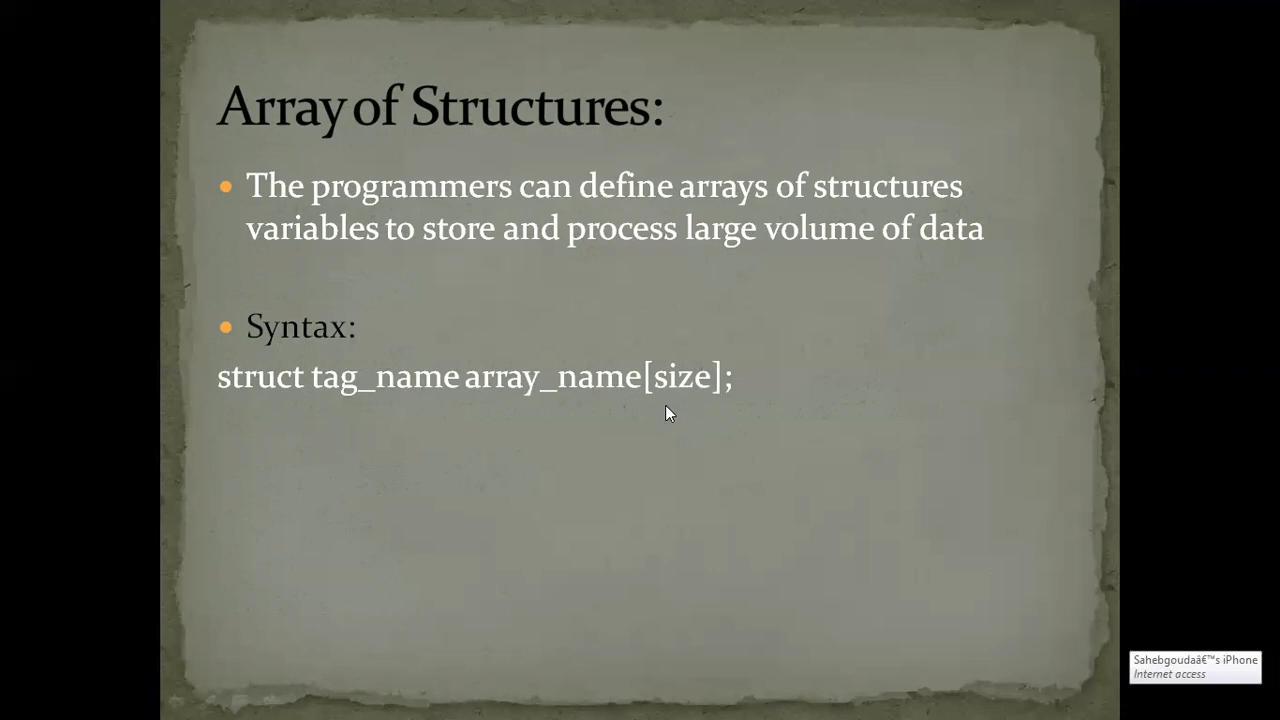 Array of Structures:
• The programmers can define arrays of structures
variables to store and process large volume of data
• Syntax:
struct tag_name array_name[size];
Sahebgoudaâ€™s iPhone
Internet access